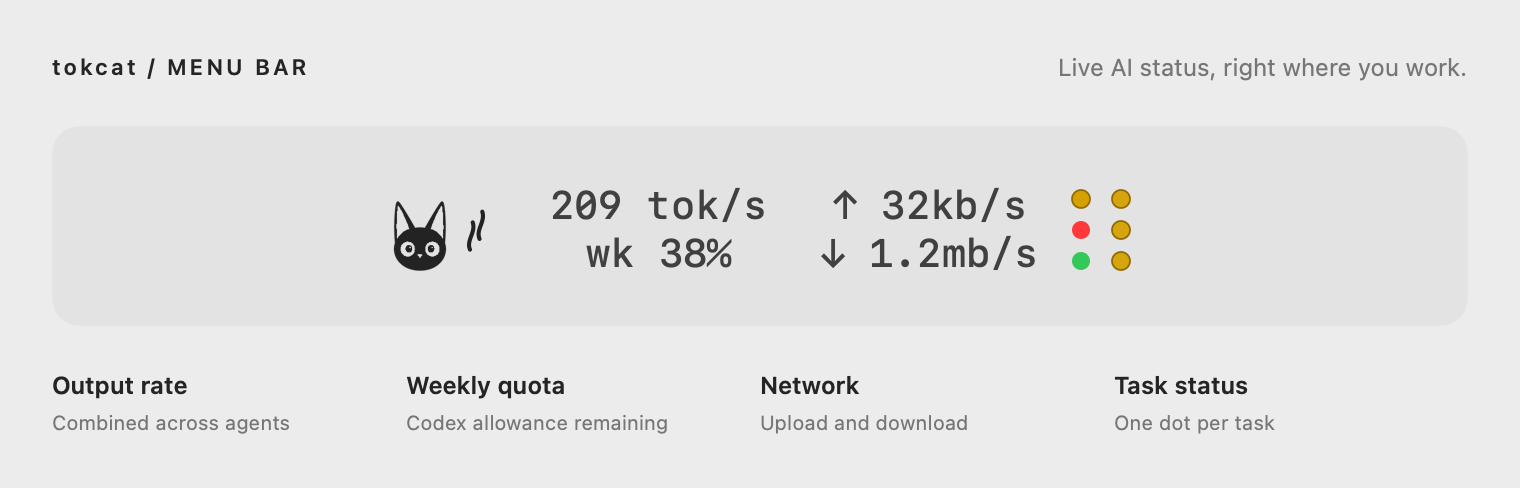 tokcat / MENU BAR
Live AI status, right where you work.
209 tok/s
wk 38%
↑ 32kb/s
↓ 1.2mb/s
Output rate
Combined across agents
Weekly quota
Codex allowance remaining
Network
Upload and download
Task status
One dot per task